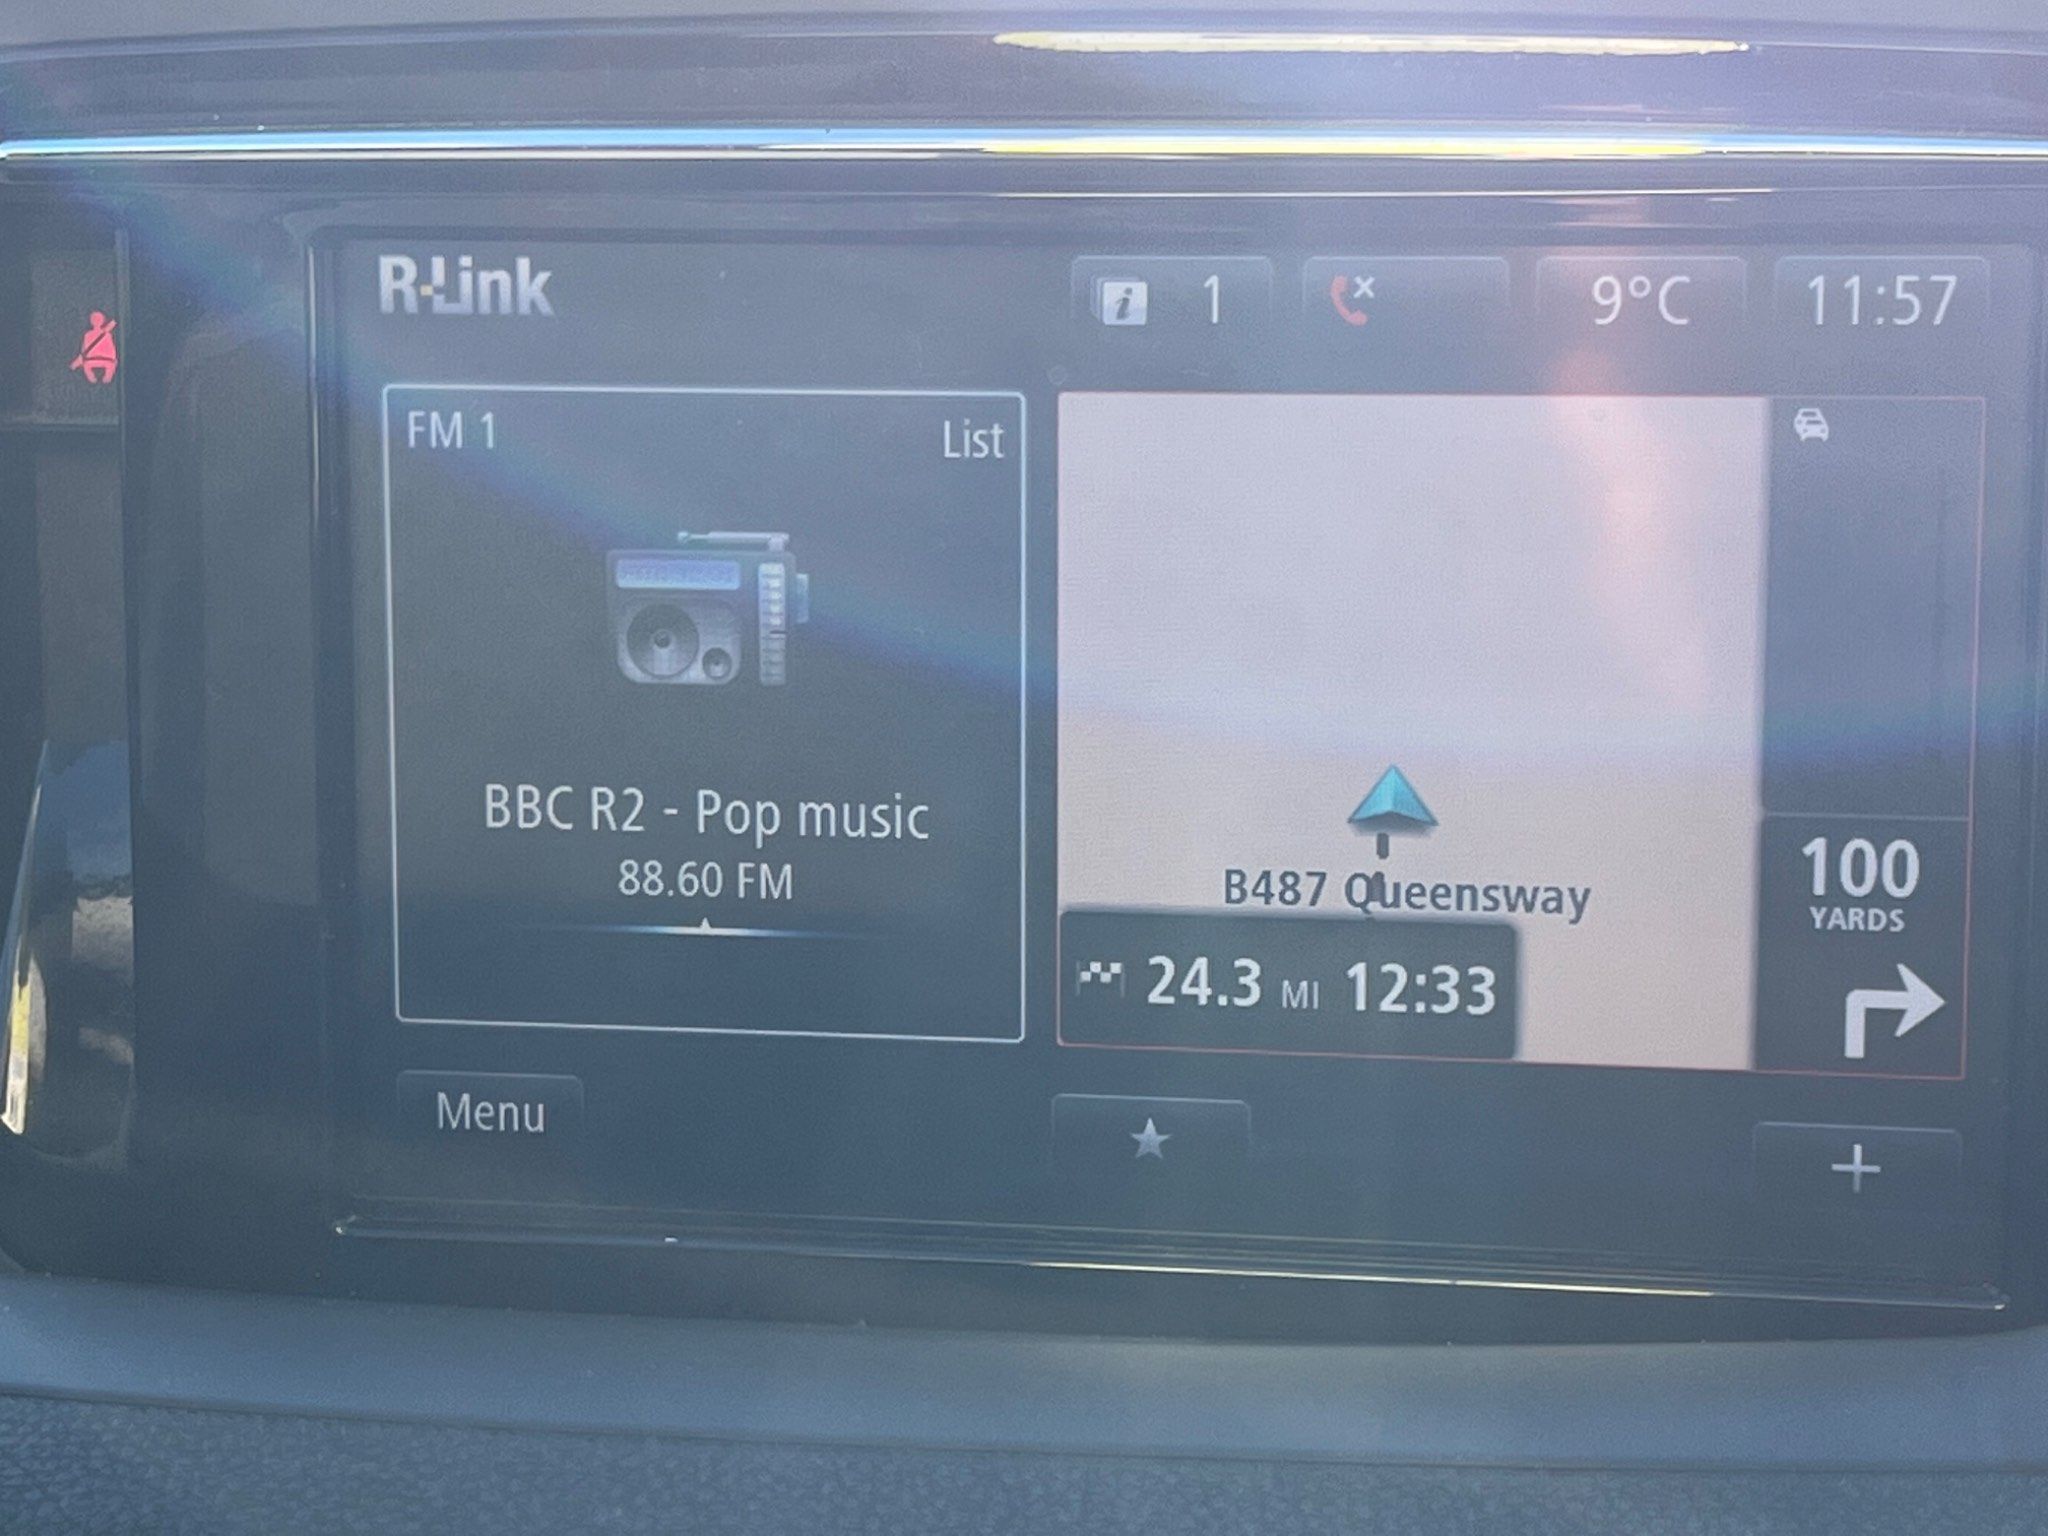 R-Link
1
9°C
11:57
FM 1
List
BBC R2 - Pop music
88.60 FM
B487 Queensway
24.3 MI 12:33
100
YARDS
Menu